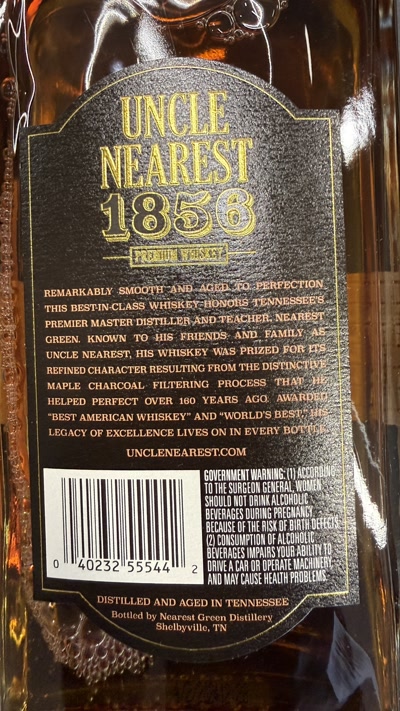 UNCLE
NEAREST
1856
PREMIUM WHISKEY
REMARKABLY SMOOTH AND AGED TO PERFECTION,
THIS BEST-IN-CLASS WHISKEY HONORS TENNESSEE'S
PREMIER MASTER DISTILLER AND TEACHER, NEAREST
GREEN. KNOWN TO HIS FRIENDS AND FAMILY AS
UNCLE NEAREST, HIS WHISKEY WAS PRIZED FOR ITS
REFINED CHARACTER RESULTING FROM THE DISTINCTIVE
MAPLE CHARCOAL FILTERING PROCESS THAT HE
HELPED PERFECT OVER 160 YEARS AGO. AWARDED
"BEST AMERICAN WHISKEY" AND "WORLD'S BEST," HIS
LEGACY OF EXCELLENCE LIVES ON IN EVERY BOTTLE.
UNCLENEAREST.COM
GOVERNMENT WARNING: (1) ACCORDING
TO THE SURGEON GENERAL, WOMEN
SHOULD NOT DRINK ALCOHOLIC
BEVERAGES DURING PREGNANCY
BECAUSE OF THE RISK OF BIRTH DEFECTS.
(2) CONSUMPTION OF ALCOHOLIC
BEVERAGES IMPAIRS YOUR ABILITY TO
DRIVE A CAR OR OPERATE MACHINERY,
AND MAY CAUSE HEALTH PROBLEMS.
0 40232 55544 2
DISTILLED AND AGED IN TENNESSEE
Bottled by Nearest Green Distillery
Shelbyville, TN